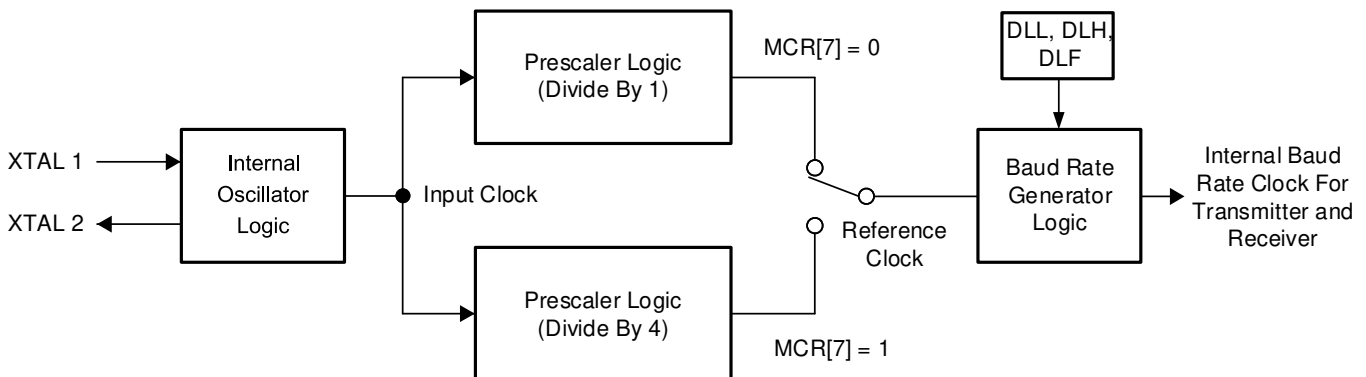 XTAL 1
XTAL 2
Internal
Oscillator
Logic
Input Clock
Prescaler Logic
(Divide By 1)
Prescaler Logic
(Divide By 4)
MCR[7] = 0
MCR[7] = 1
Reference
Clock
DLL, DLH,
DLF
Baud Rate
Generator
Logic
Internal Baud
Rate Clock For
Transmitter and
Receiver